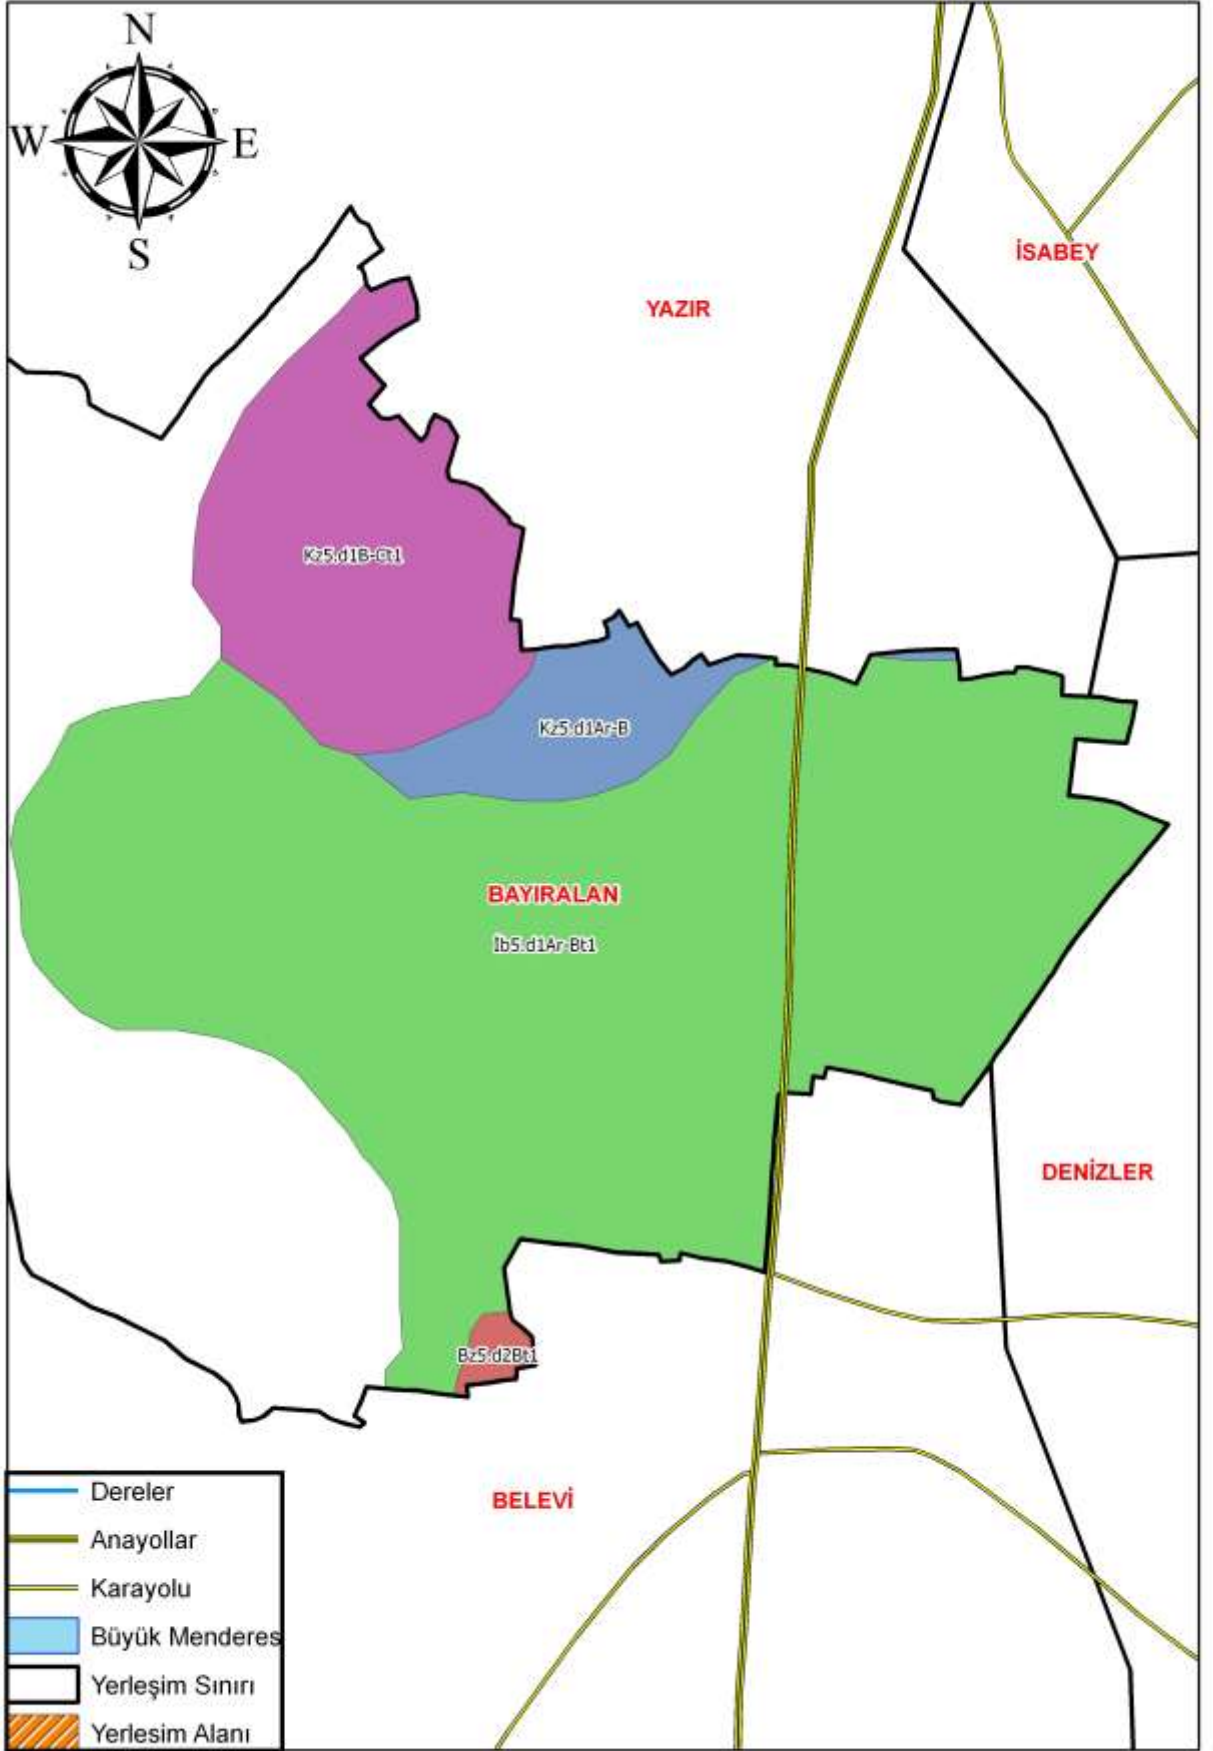 N
W E
S
İSABEY
YAZIR
Kz5.d1B-Ct1
Kz5.d1Ar-B
BAYIRALAN
İb5.d1Ar-Bt1
DENİZLER
Bz5.d2Bt1
BELEVİ
Dereler
Anayollar
Karayolu
Büyük Menderes
Yerleşim Sınırı
Yerlesim Alanı